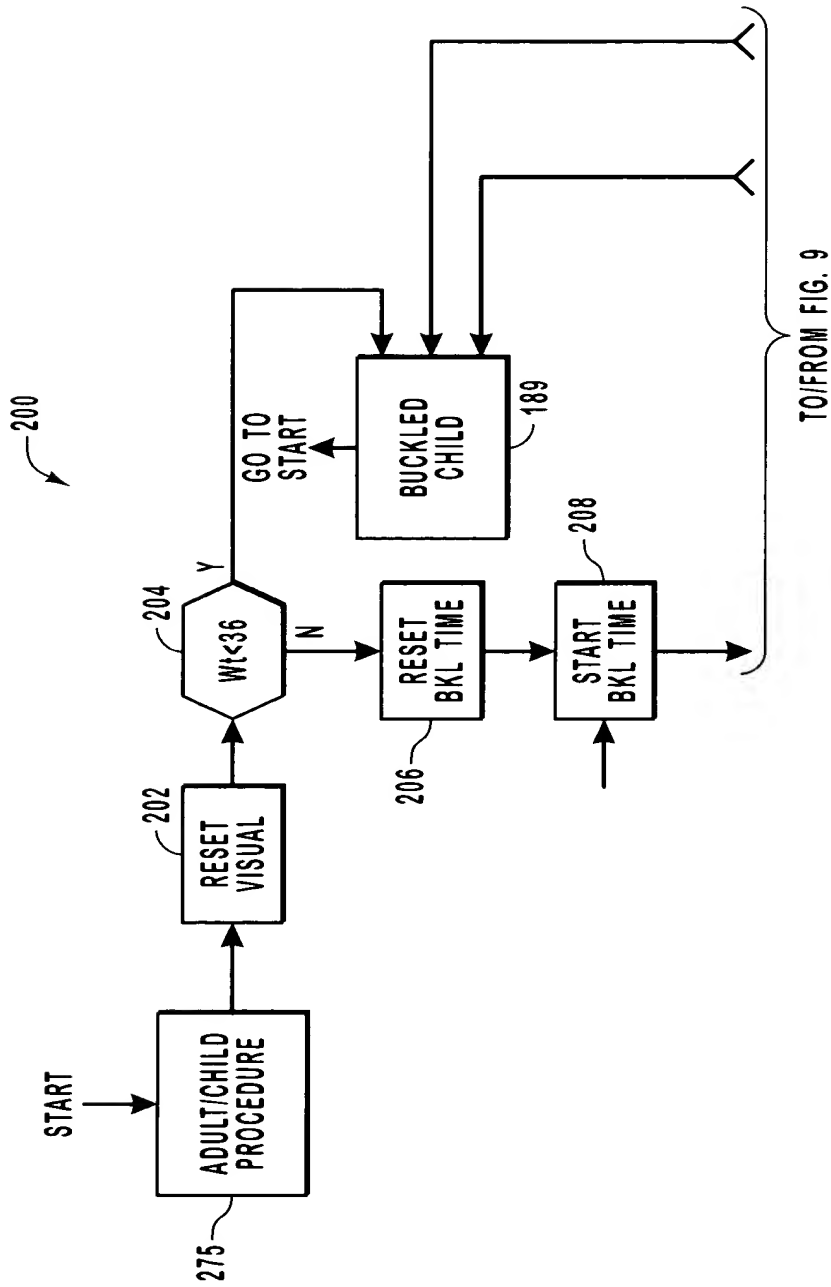 200
START
ADULT/CHILD
PROCEDURE
275
RESET
VISUAL
202
Wt<36
204
Y
N
GO TO
START
BUCKLED
CHILD
189
RESET
BKL TIME
206
START
BKL TIME
208
TO/FROM FIG. 9